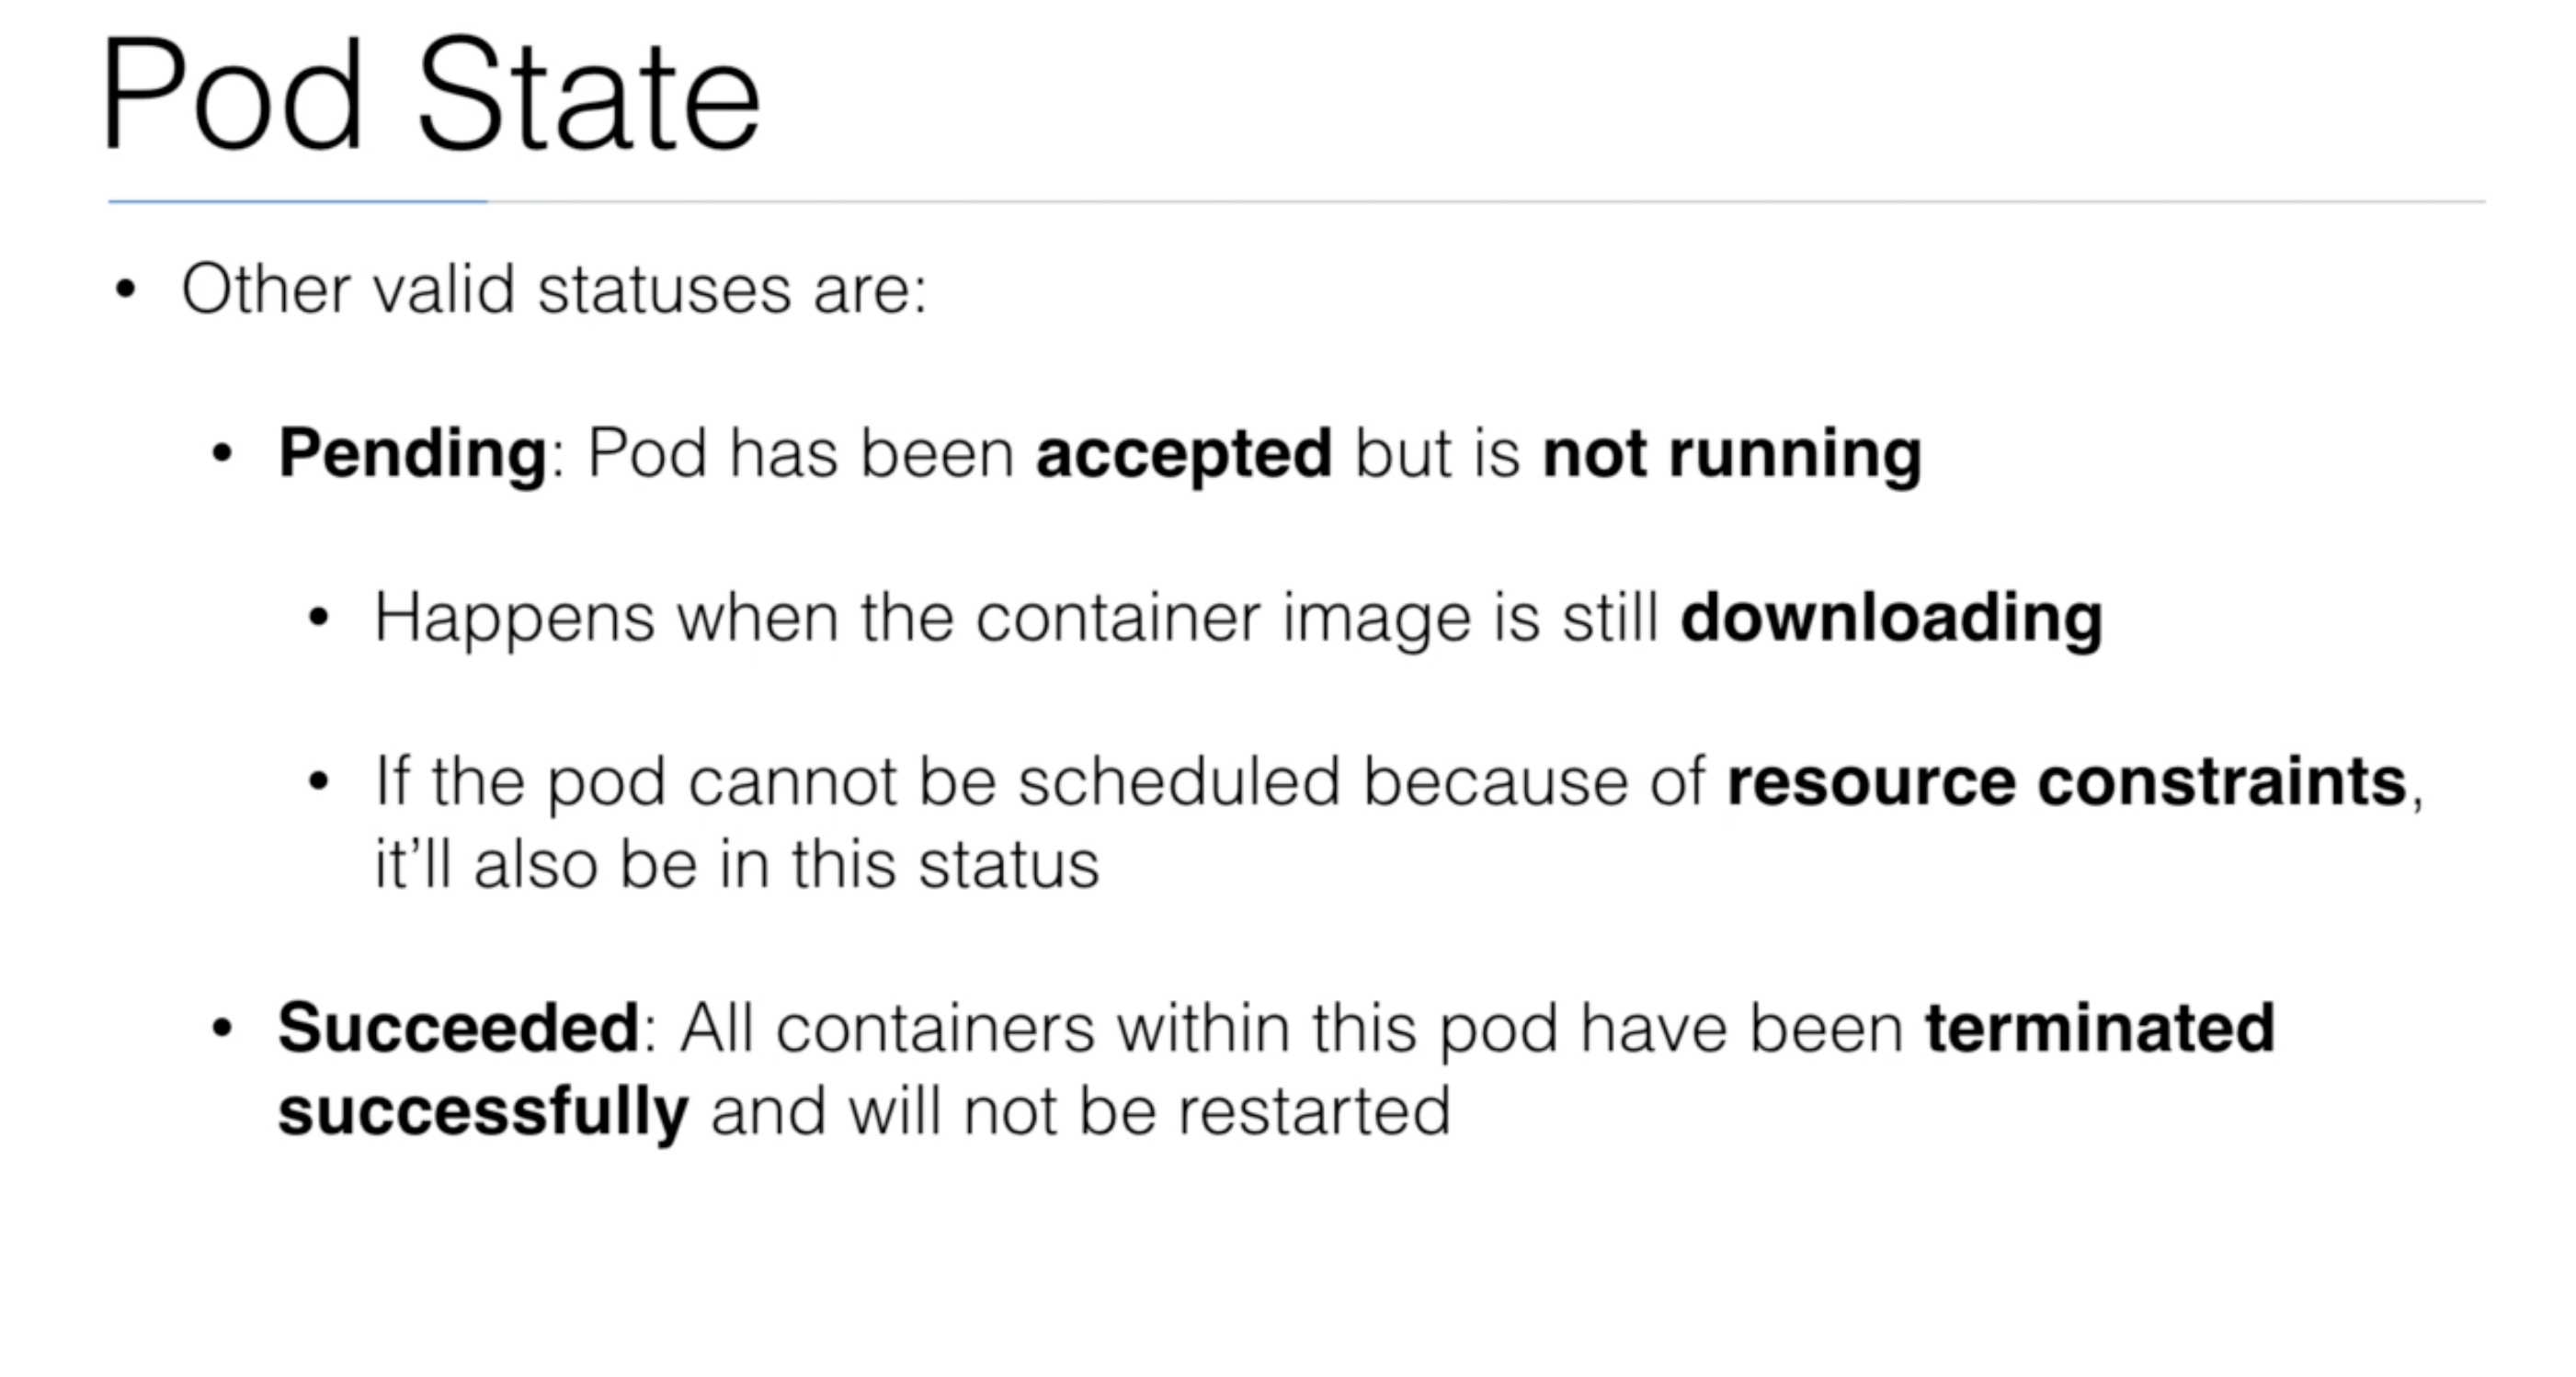 Pod State
• Other valid statuses are:
• Pending: Pod has been accepted but is not running
• Happens when the container image is still downloading
• If the pod cannot be scheduled because of resource constraints,
it’ll also be in this status
• Succeeded: All containers within this pod have been terminated
successfully and will not be restarted